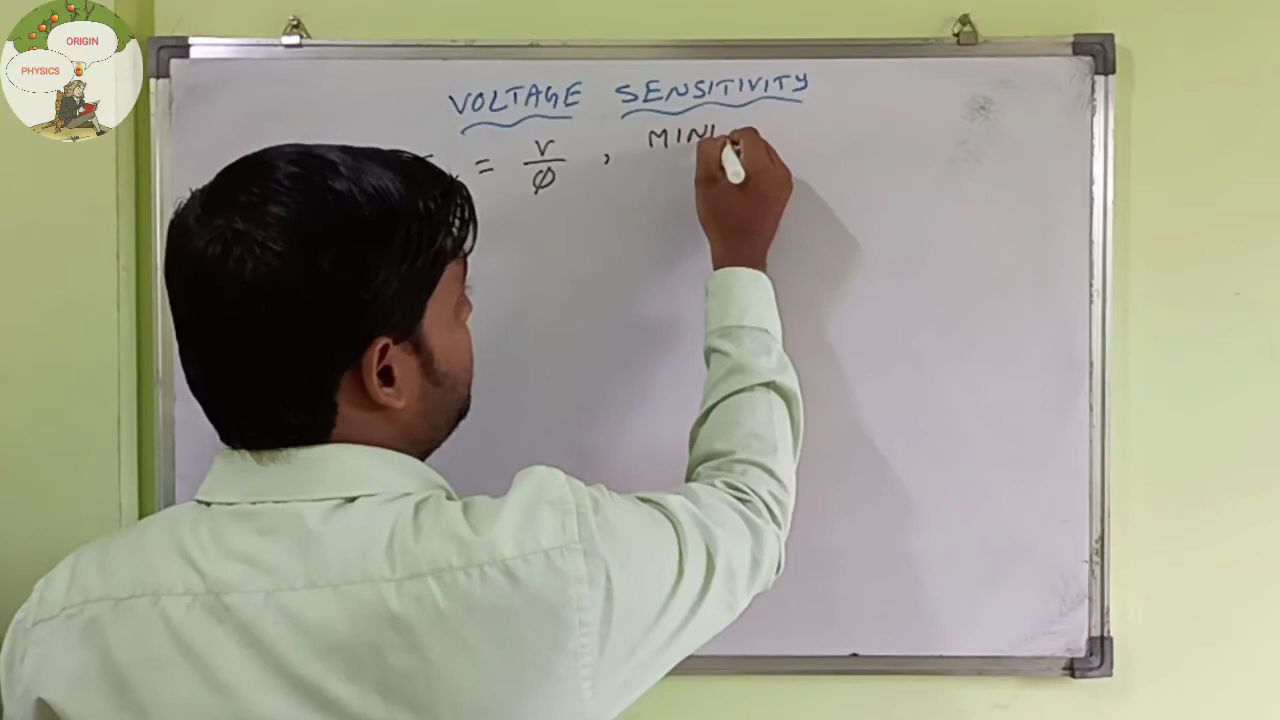 ORIGIN
PHYSICS
VOLTAGE SENSITIVITY
= V/φ , MINI